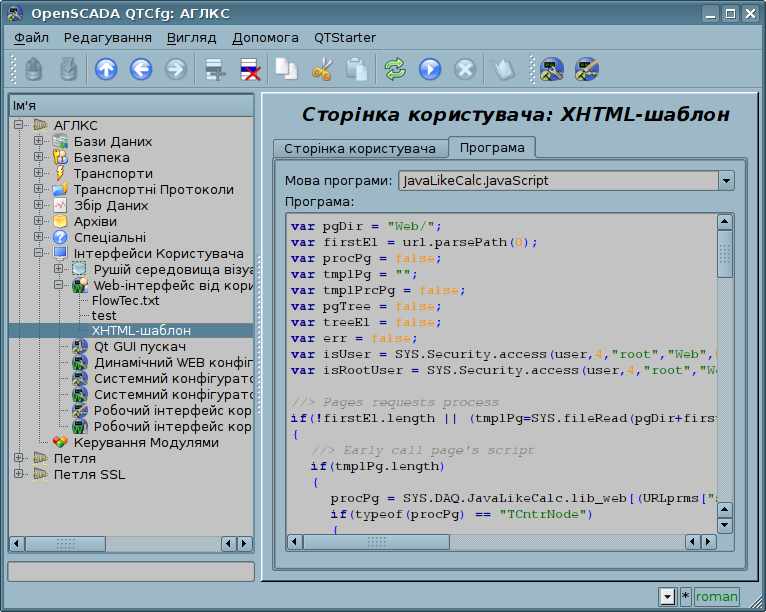 OpenSCADA QTCfg: АГЛКС
Файл Редагування Вигляд Допомога QTStarter
Ім'я
АГЛКС
Бази Даних
Безпека
Транспорти
Транспортні Протоколи
Збір Даних
Архіви
Спеціальні
Інтерфейси Користувача
Рушій середовища візуа
Web-інтерфейс від кори
FlowTec.txt
test
XHTML-шаблон
Qt GUI пускач
Динамічний WEB конфіг
Системний конфігурато
Системний конфігурато
Робочий інтерфейс кор
Робочий інтерфейс кор
Керування Модулями
Петля
Петля SSL
Сторінка користувача: XHTML-шаблон
Сторінка користувача Програма
Мова програми: JavaLikeCalc.JavaScript
Програма:
var pgDir = "Web/";
var firstEl = url.parsePath(0);
var procPg = false;
var tmplPg = "";
var tmplPrcPg = false;
var pgTree = false;
var treeEl = false;
var err = false;
var isUser = SYS.Security.access(user,4,"root","Web",
var isRootUser = SYS.Security.access(user,4,"root","W
//> Pages requests process
if(!firstEl.length || (tmplPg=SYS.fileRead(pgDir+first
{
//> Early call page's script
if(tmplPg.length)
{
procPg = SYS.DAQ.JavaLikeCalc.lib_web[(URLprms["
if(typeof(procPg) == "TCntrNode")
{
* roman